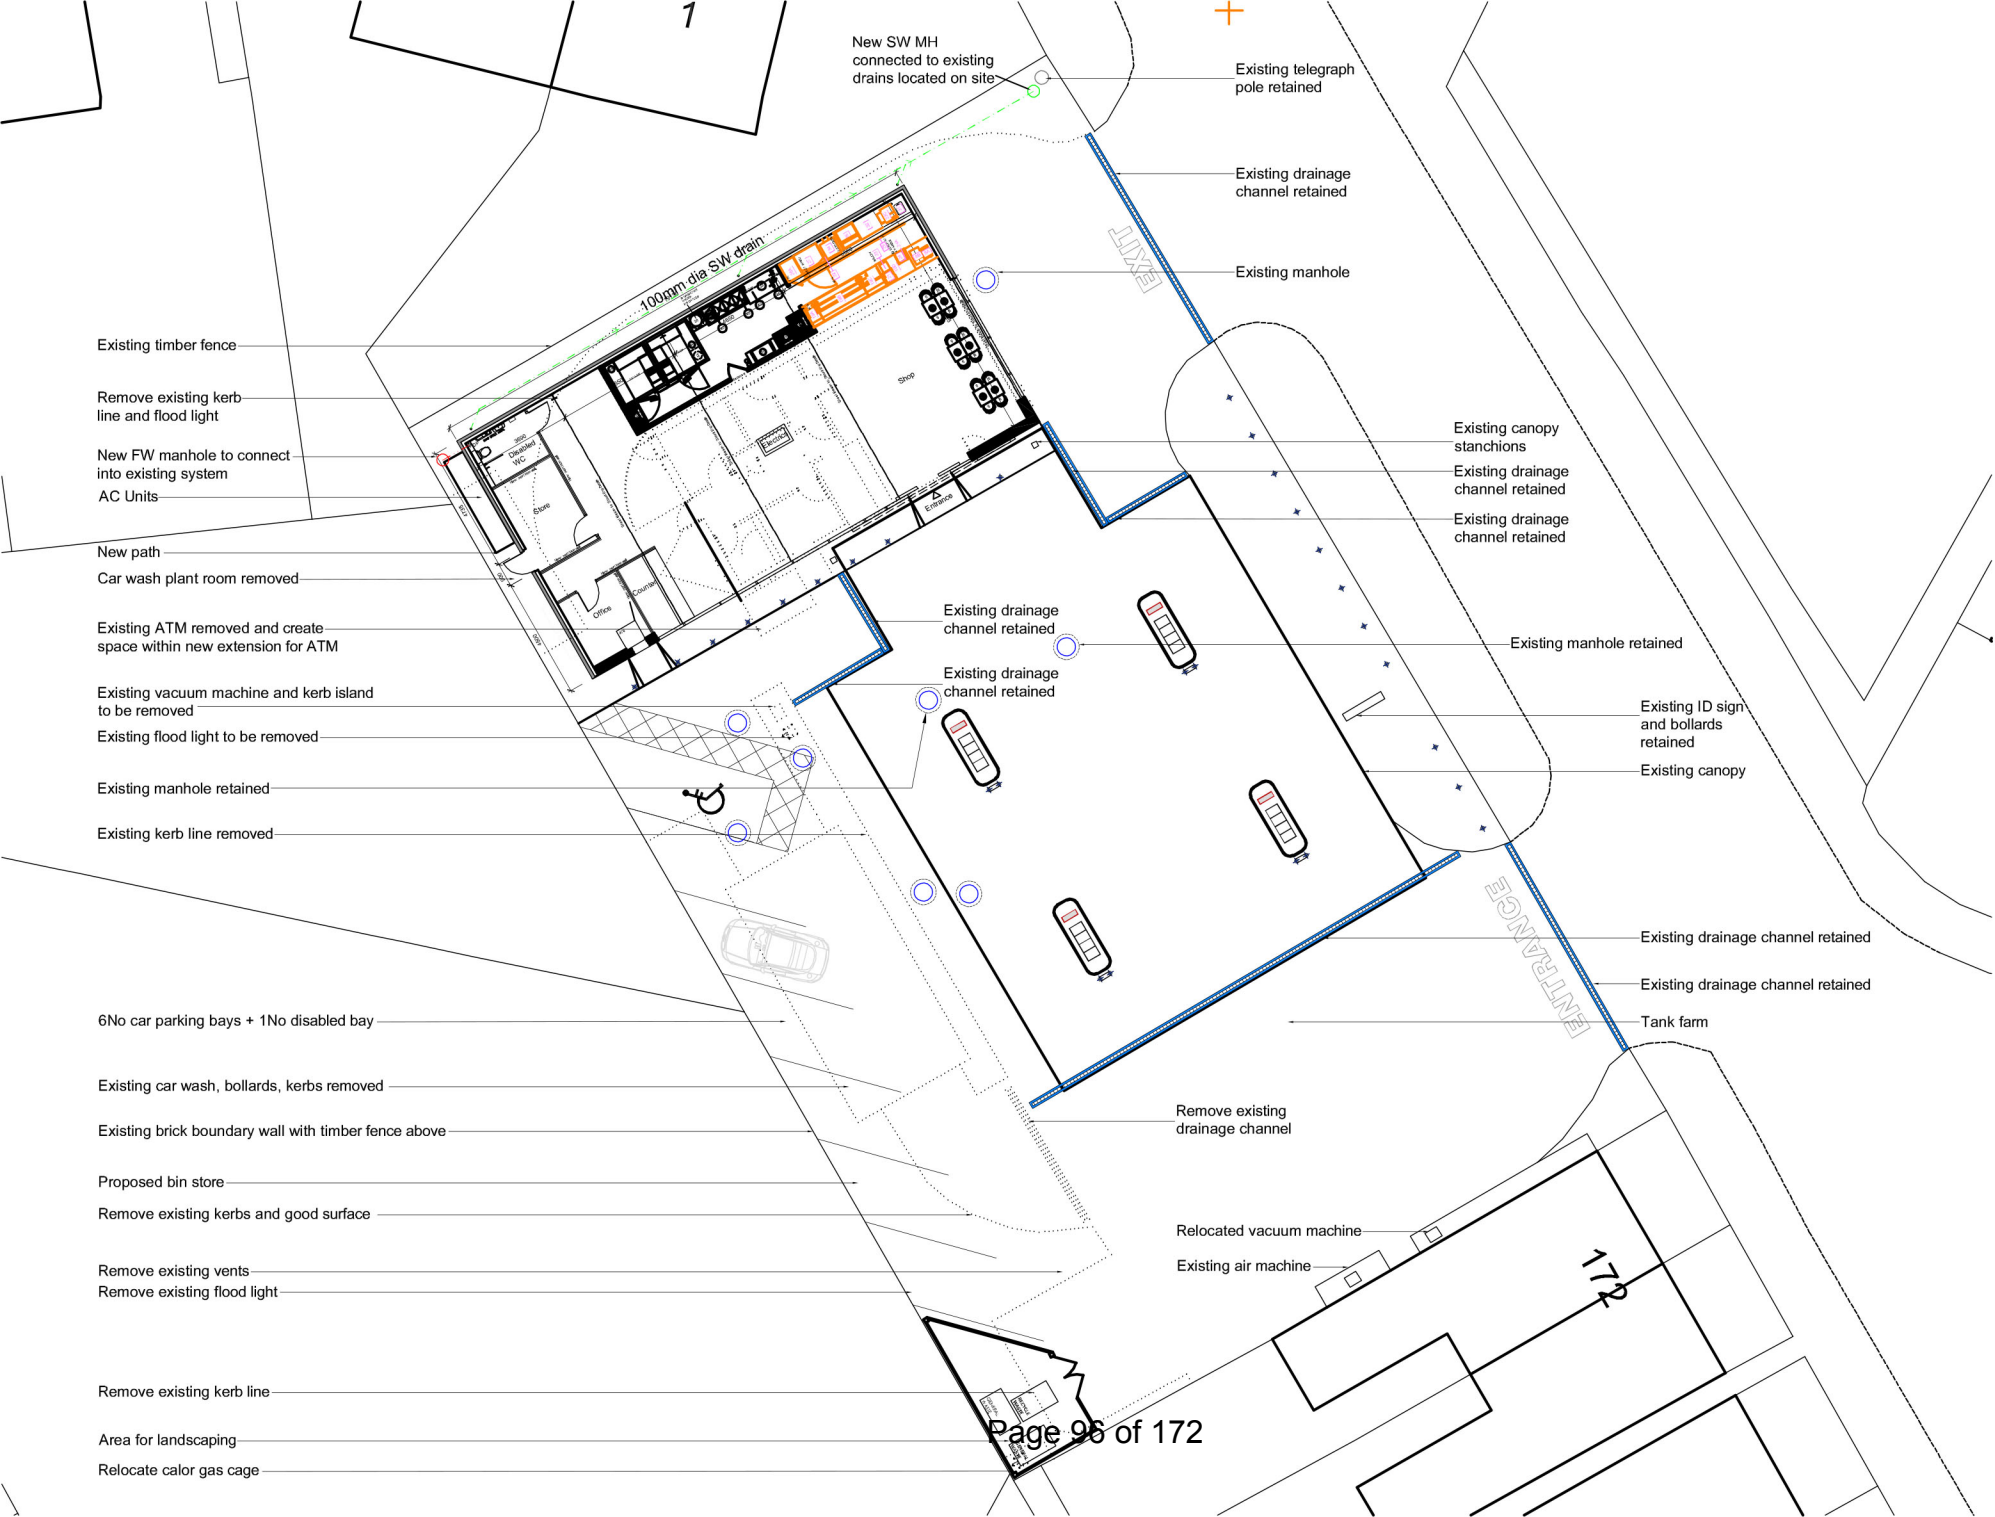 1
New SW MH
connected to existing
drains located on site
Existing telegraph
pole retained
Existing drainage
channel retained
EXIT
Existing manhole
100mm dia SW drain
Existing timber fence
Remove existing kerb
line and flood light
New FW manhole to connect
into existing system
AC Units
New path
Car wash plant room removed
Existing ATM removed and create
space within new extension for ATM
Existing vacuum machine and kerb island
to be removed
Existing flood light to be removed
Existing manhole retained
Existing kerb line removed
6No car parking bays + 1No disabled bay
Existing car wash, bollards, kerbs removed
Existing brick boundary wall with timber fence above
Proposed bin store
Remove existing kerbs and good surface
Remove existing vents
Remove existing flood light
Remove existing kerb line
Area for landscaping
Relocate calor gas cage
Shop
Electrics
Disabled
WC
Store
Office
Counter
Entrance
Existing canopy
stanchions
Existing drainage
channel retained
Existing drainage
channel retained
Existing drainage
channel retained
Existing drainage
channel retained
Existing manhole retained
Existing ID sign
and bollards
retained
Existing canopy
ENTRANCE
Existing drainage channel retained
Existing drainage channel retained
Tank farm
Remove existing
drainage channel
Relocated vacuum machine
Existing air machine
172
Page 96 of 172